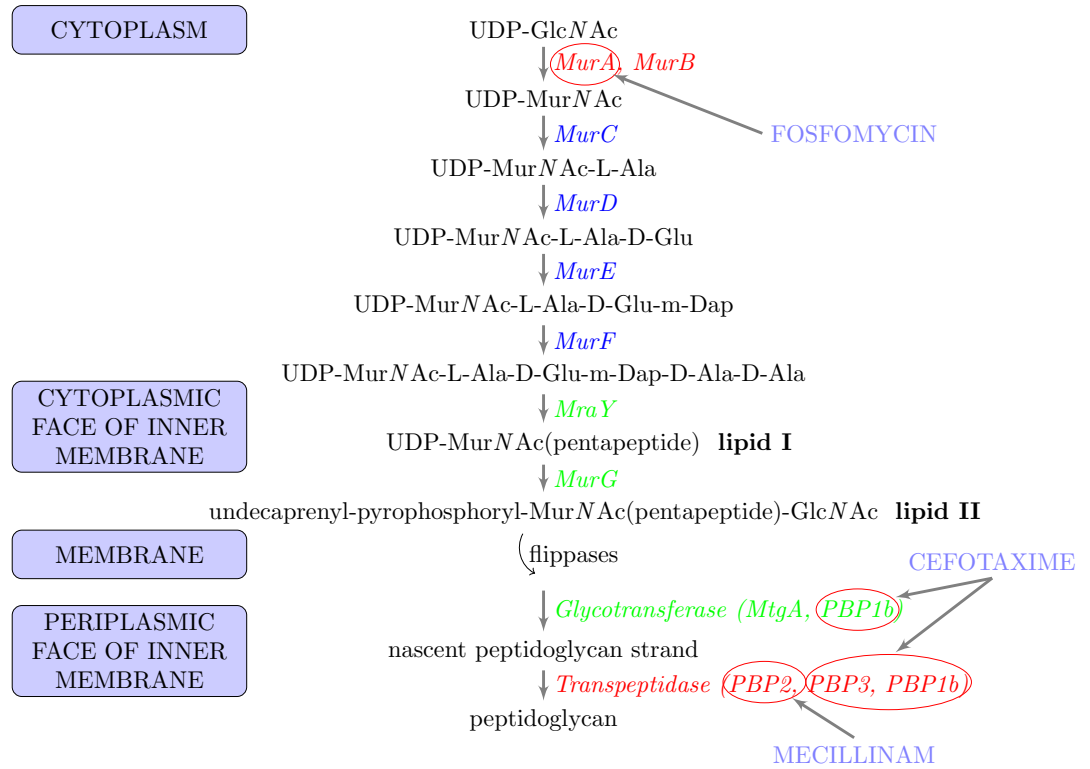 CYTOPLASM
UDP-GlcNAc
MurA, MurB
UDP-MurNAc
FOSFOMYCIN
MurC
UDP-MurNAc-L-Ala
MurD
UDP-MurNAc-L-Ala-D-Glu
MurE
UDP-MurNAc-L-Ala-D-Glu-m-Dap
MurF
UDP-MurNAc-L-Ala-D-Glu-m-Dap-D-Ala-D-Ala
CYTOPLASMIC
FACE OF INNER
MEMBRANE
MraY
UDP-MurNAc(pentapeptide) lipid I
MurG
undecaprenyl-pyrophosphoryl-MurNAc(pentapeptide)-GlcNAc lipid II
MEMBRANE
flippases
CEFOTAXIME
PERIPLASMIC
FACE OF INNER
MEMBRANE
Glycotransferase (MtgA, PBP1b)
nascent peptidoglycan strand
Transpeptidase (PBP2, PBP3, PBP1b)
peptidoglycan
MECILLINAM